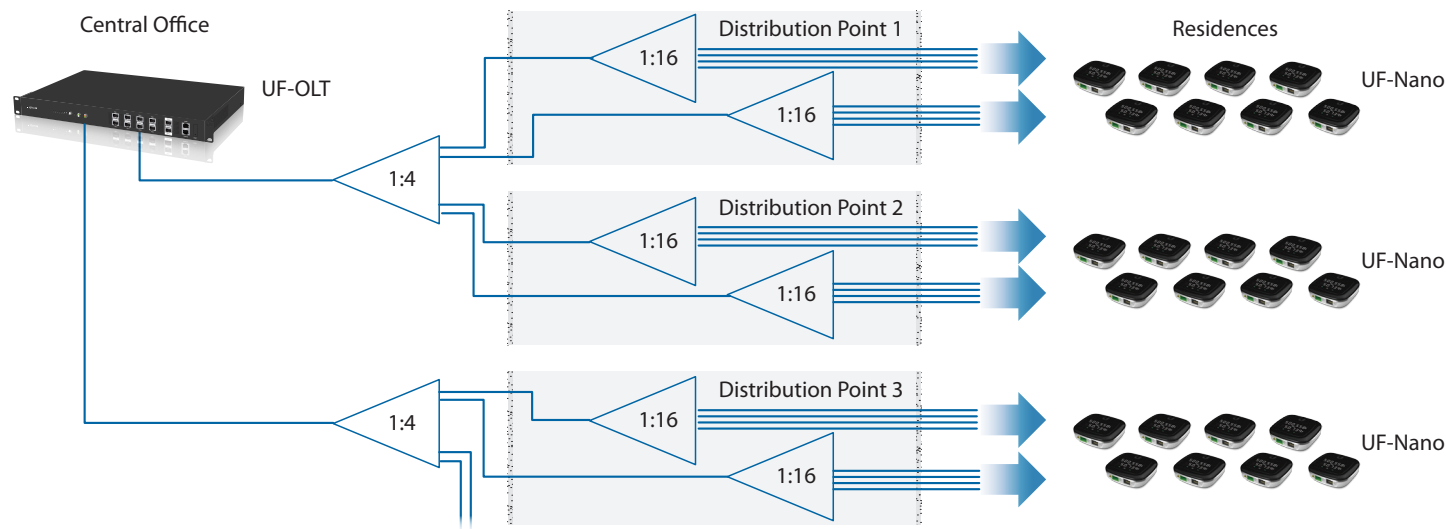 Central Office
Distribution Point 1
Residences
UF-OLT
1:16
UF-Nano
1:16
1:4
Distribution Point 2
1:16
UF-Nano
1:16
Distribution Point 3
1:4
1:16
UF-Nano
1:16